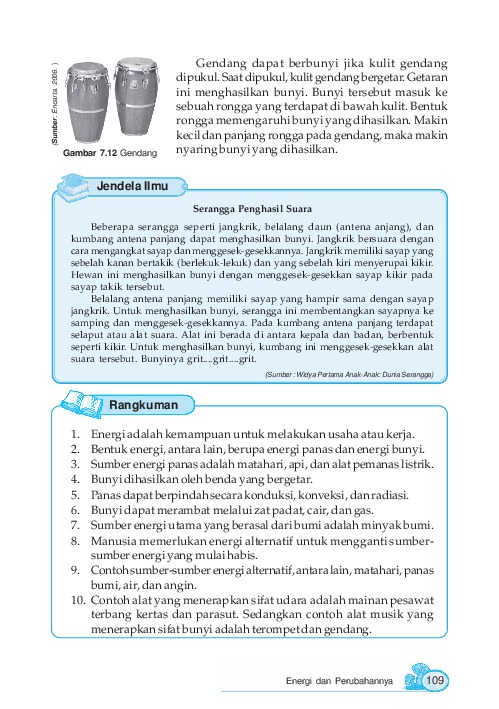 (Sumber: Encarta, 2006. )
Gambar 7.12 Gendang
Gendang dapat berbunyi jika kulit gendang
dipukul. Saat dipukul, kulit gendang bergetar. Getaran
ini menghasilkan bunyi. Bunyi tersebut masuk ke
sebuah rongga yang terdapat di bawah kulit. Bentuk
rongga memengaruhi bunyi yang dihasilkan. Makin
kecil dan panjang rongga pada gendang, maka makin
nyaring bunyi yang dihasilkan.
Jendela Ilmu
Serangga Penghasil Suara
Beberapa serangga seperti jangkrik, belalang daun (antena anjang), dan
kumbang antena panjang dapat menghasilkan bunyi. Jangkrik bersuara dengan
cara mengangkat sayap dan menggesek-gesekkannya. Jangkrik memiliki sayap yang
sebelah kanan bertakik (berlekuk-lekuk) dan yang sebelah kiri menyerupai kikir.
Hewan ini menghasilkan bunyi dengan menggesek-gesekkan sayap kikir pada
sayap takik tersebut.
Belalang antena panjang memiliki sayap yang hampir sama dengan sayap
jangkrik. Untuk menghasilkan bunyi, serangga ini membentangkan sayapnya ke
samping dan menggesek-gesekkannya. Pada kumbang antena panjang terdapat
selaput atau alat suara. Alat ini berada di antara kepala dan badan, berbentuk
seperti kikir. Untuk menghasilkan bunyi, kumbang ini menggesek-gesekkan alat
suara tersebut. Bunyinya grit....grit....grit.
(Sumber : Widya Pertama Anak-Anak: Dunia Serangga)
Rangkuman
1. Energi adalah kemampuan untuk melakukan usaha atau kerja.
2. Bentuk energi, antara lain, berupa energi panas dan energi bunyi.
3. Sumber energi panas adalah matahari, api, dan alat pemanas listrik.
4. Bunyi dihasilkan oleh benda yang bergetar.
5. Panas dapat berpindah secara konduksi, konveksi, dan radiasi.
6. Bunyi dapat merambat melalui zat padat, cair, dan gas.
7. Sumber energi utama yang berasal dari bumi adalah minyak bumi.
8. Manusia memerlukan energi alternatif untuk mengganti sumber-
sumber energi yang mulai habis.
9. Contoh sumber-sumber energi alternatif, antara lain, matahari, panas
bumi, air, dan angin.
10. Contoh alat yang menerapkan sifat udara adalah mainan pesawat
terbang kertas dan parasut. Sedangkan contoh alat musik yang
menerapkan sifat bunyi adalah terompet dan gendang.
Energi dan Perubahannya
109